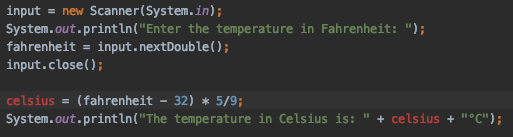 input = new Scanner(System.in);
System.out.println("Enter the temperature in Fahrenheit: ");
fahrenheit = input.nextDouble();
input.close();
celsius = (fahrenheit - 32) * 5/9;
System.out.println("The temperature in Celsius is: " + celsius + "°C");